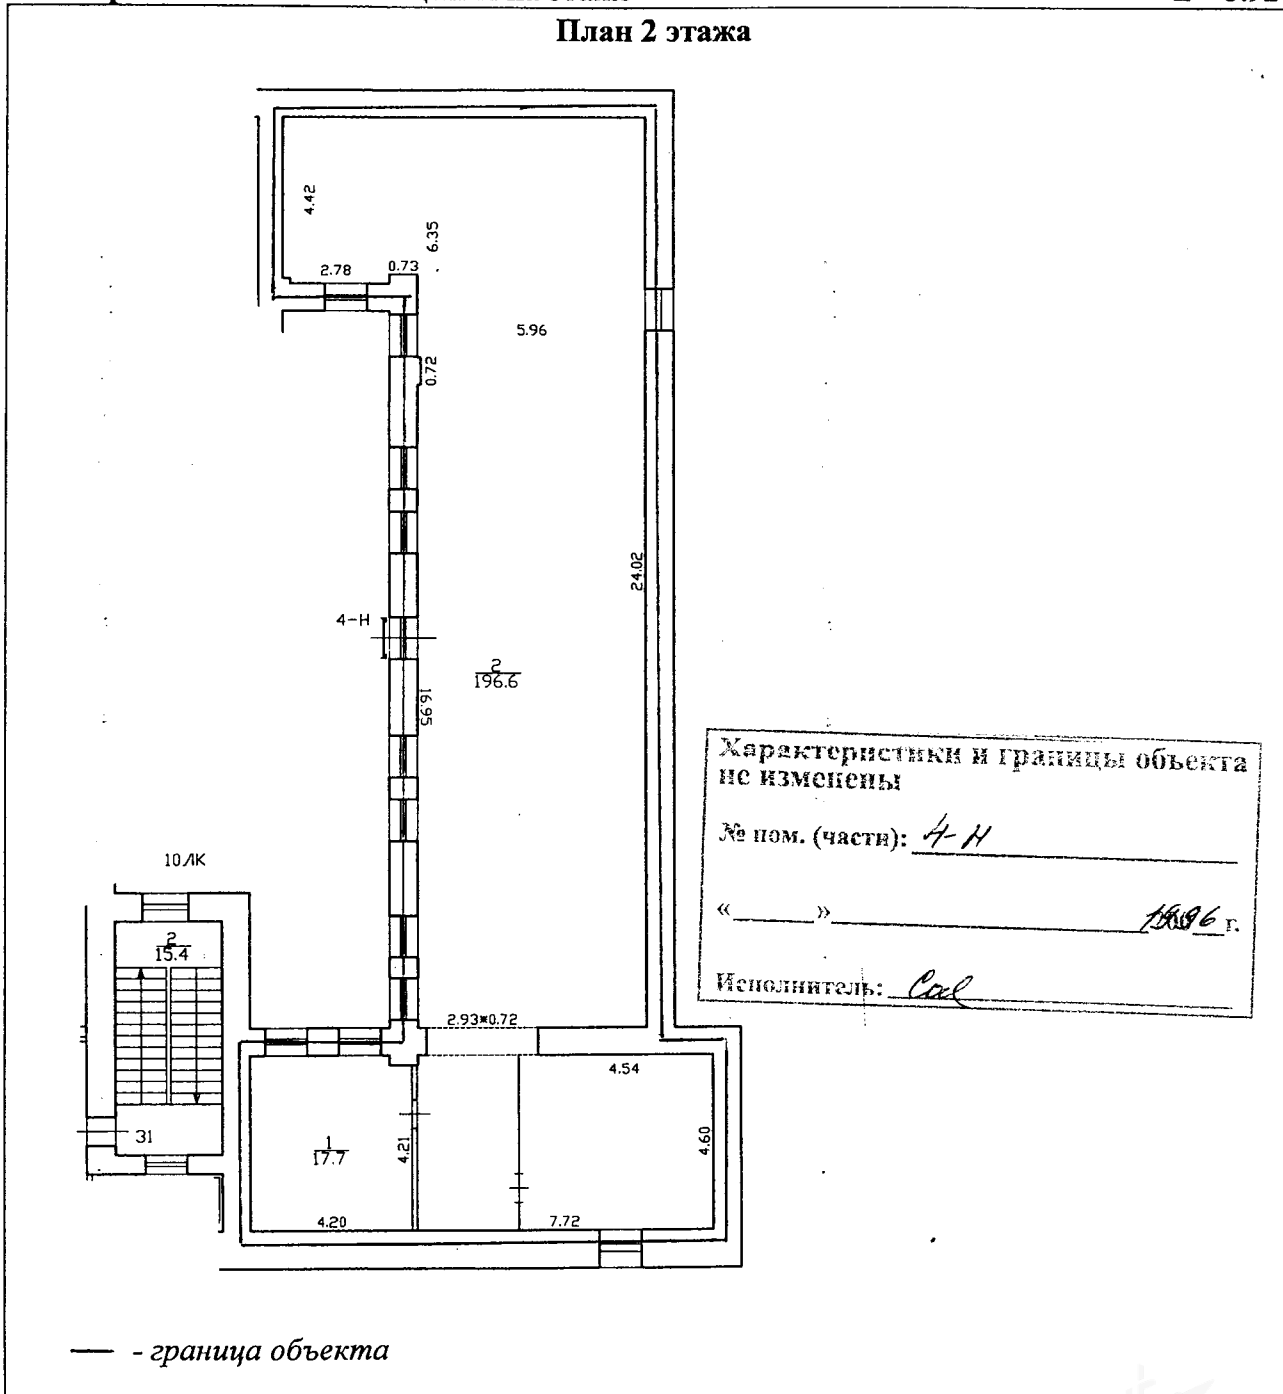 План 2 этажа
4.42
6.35
2.78
0.73
5.96
0.72
24.02
4-Н
2
196.6
16.95
Характеристики и границы объекта
не изменены
№ пом. (части): 4-Н
10ЛК
« » г.
2
15.4
Исполнитель:
2.93*0.72
4.54
31
1
17.7
4.21
4.60
4.20
7.72
— - граница объекта